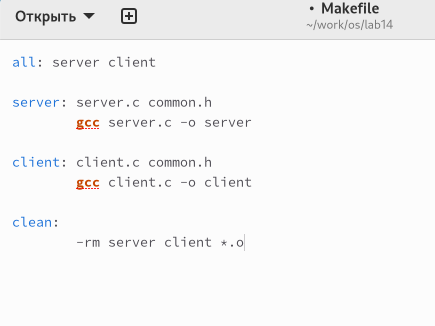 Открыть
• Makefile
~/work/os/lab14
all: server client
server: server.c common.h
gcc server.c -o server
client: client.c common.h
gcc client.c -o client
clean:
-rm server client *.o